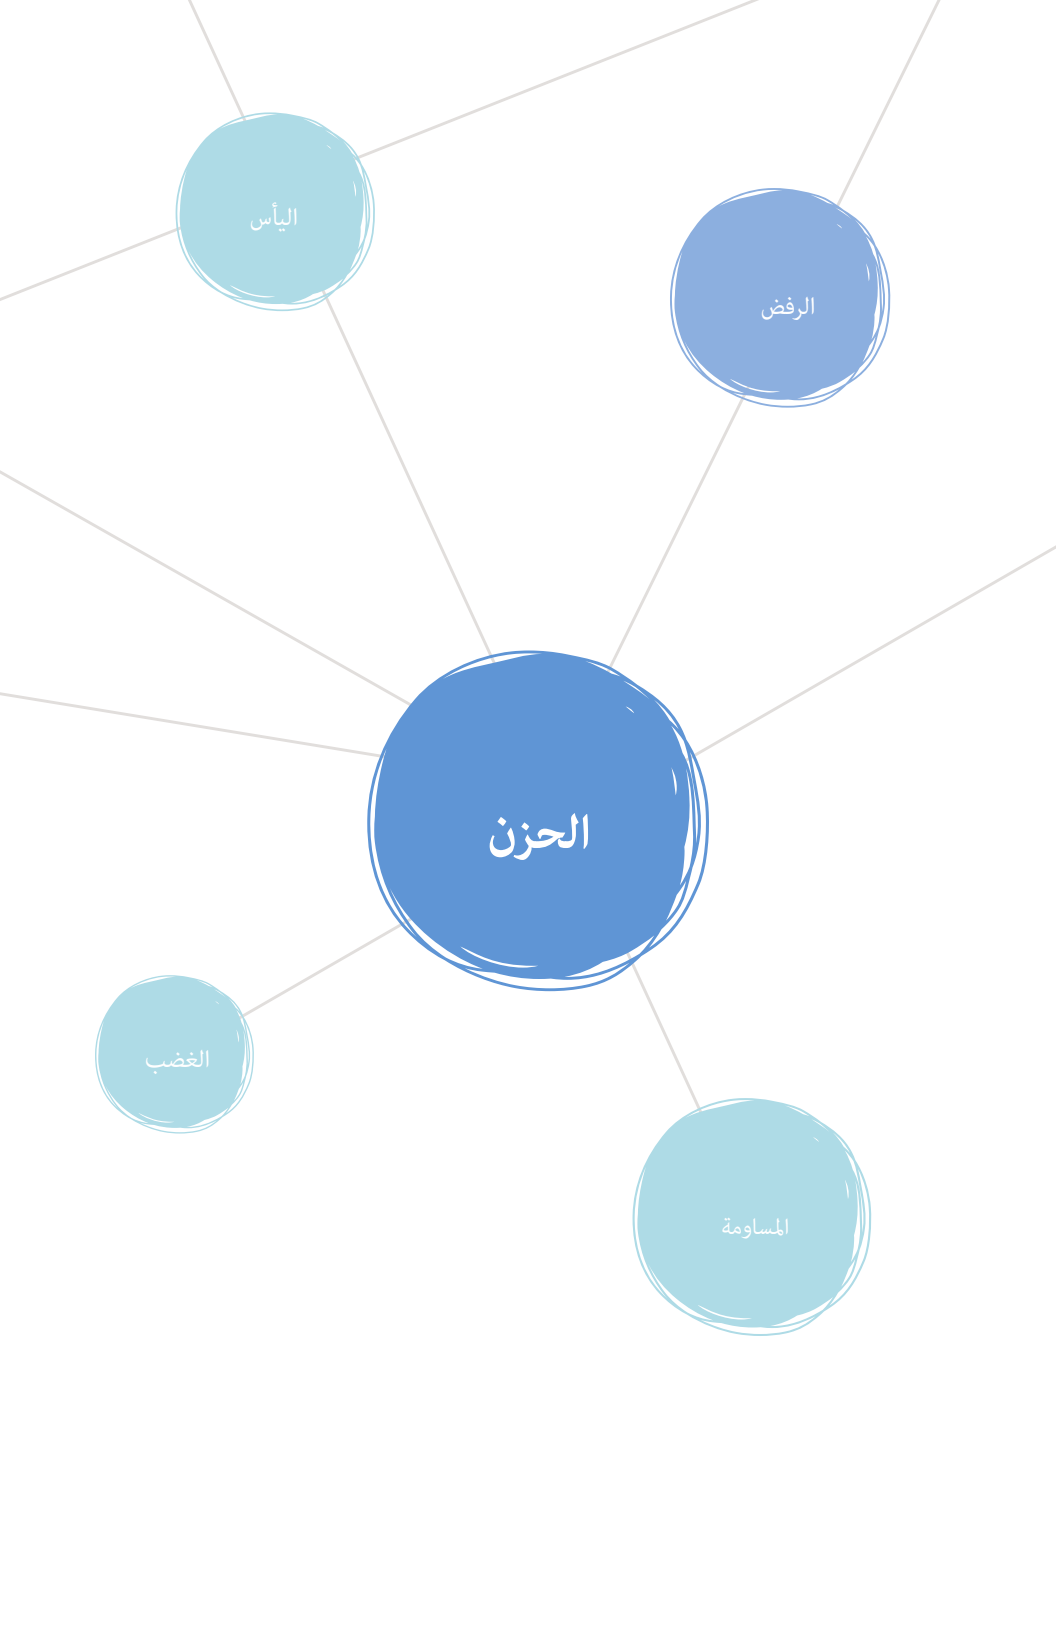 اليأس
الرفض
الحزن
الغضب
المساومة